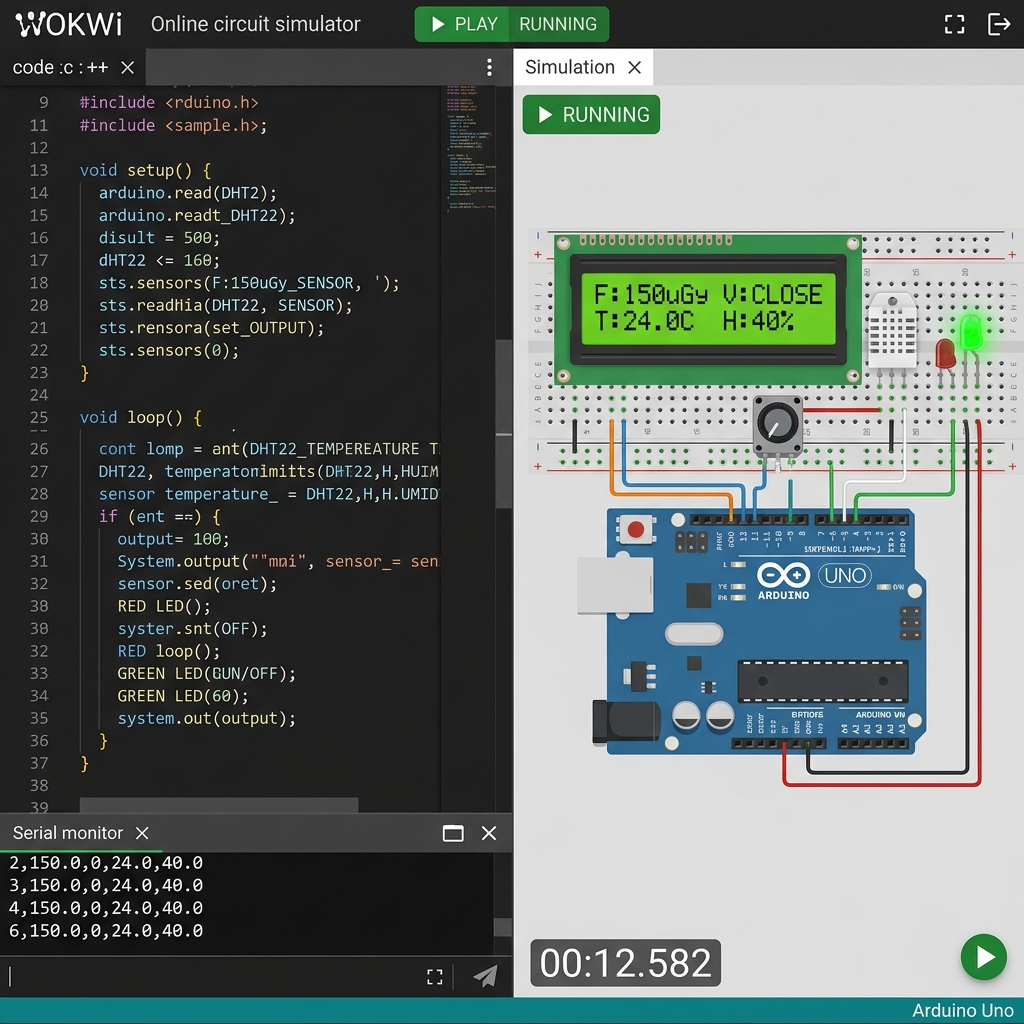 WOKWi Online circuit simulator PLAY RUNNING
code :c : ++
9 #include <rduino.h>
11 #include <sample.h>;
12
13 void setup() {
14 arduino.read(DHT2);
15 arduino.readt_DHT22);
16 disult = 500;
17 dHT22 <= 160;
18 sts.sensors(F:150uGy_SENSOR, ');
20 sts.readhia(DHT22, SENSOR);
21 sts.rensora(set_OUTPUT);
22 sts.sensors(0);
23 }
24
25 void loop() {
26 cont lomp = ant(DHT22_TEMPEREATURE T
27 DHT22, temperatorimitts(DHT22,H,HUIM
28 sensor temperature_ = DHT22,H,H.UMID
29 if (ent ==) {
30 output= 100;
31 System.output(""mni", sensor_= sen
32 sensor.sed(oret);
38 RED LED();
30 syster.snt(OFF);
32 RED loop();
33 GREEN LED(GUN/OFF);
34 GREEN LED(60);
35 system.out(output);
36 }
37 }
38
39
Serial monitor
2,150.0,0,24.0,40.0
3,150.0,0,24.0,40.0
4,150.0,0,24.0,40.0
6,150.0,0,24.0,40.0
Simulation
RUNNING
F:150uGy V:CLOSE
T:24.0C H:40%
UNO
ARDUINO
ARDUINO VN
00:12.582
Arduino Uno